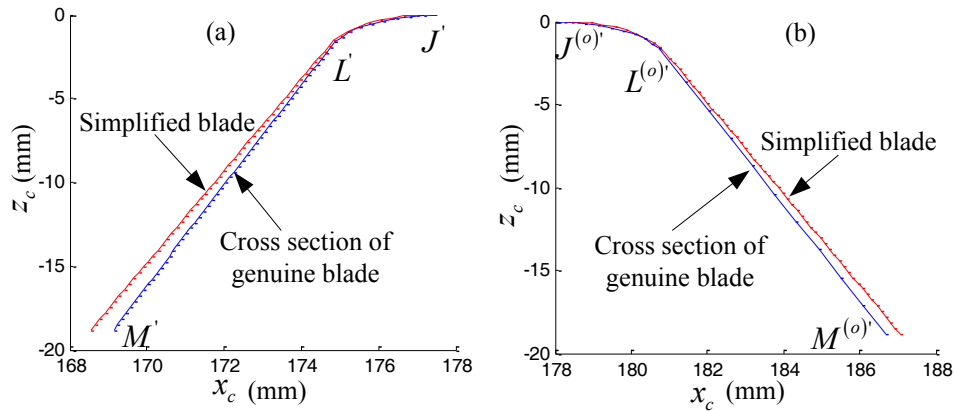 0
-5
-10
-15
-20
168
170
172
174
176
178
z_c (mm)
x_c (mm)
(a)
J'
L'
M'
Simplified blade
Cross section of
genuine blade
0
-5
-10
-15
-20
178
180
182
184
186
188
z_c (mm)
x_c (mm)
(b)
J^{(o)'}
L^{(o)'}
M^{(o)'}
Simplified blade
Cross section of
genuine blade